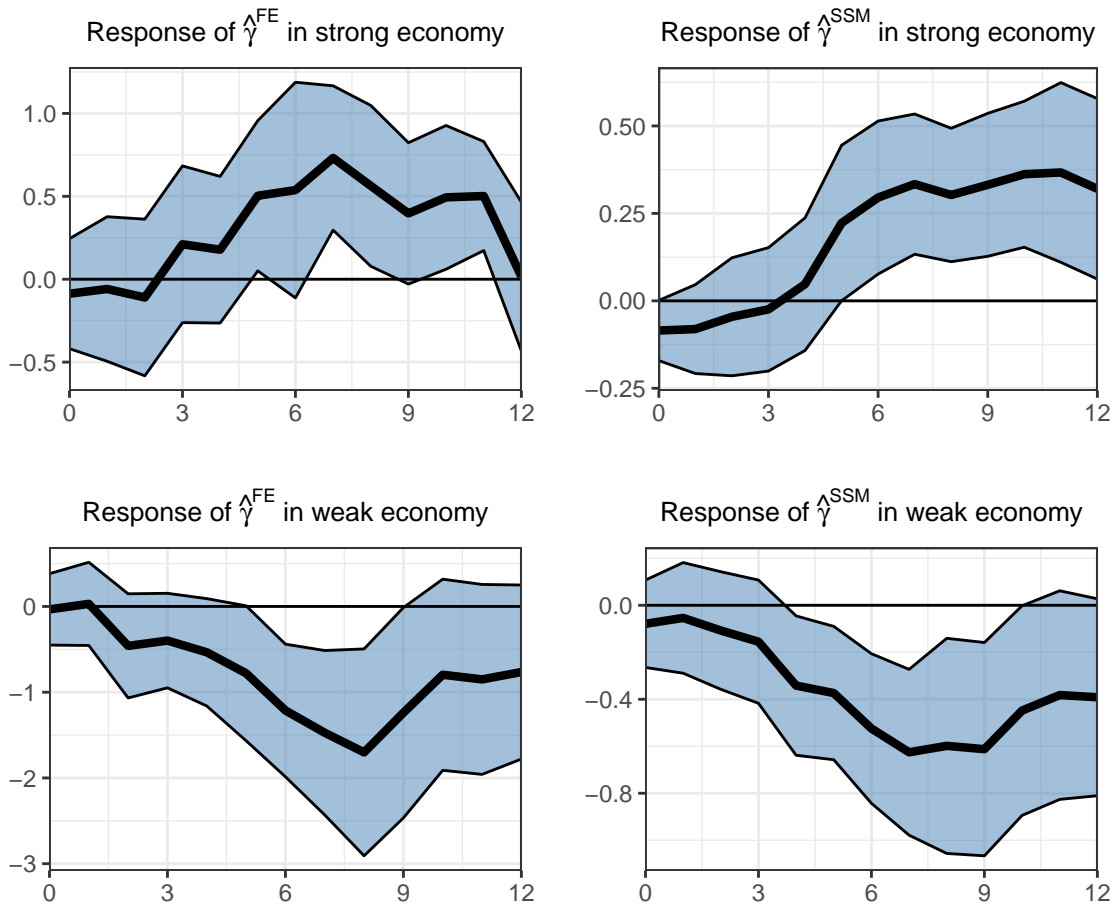 Response of γ̂^FE in strong economy
1.0
0.5
0.0
−0.5
0 3 6 9 12
Response of γ̂^SSM in strong economy
0.50
0.25
0.00
−0.25
0 3 6 9 12
Response of γ̂^FE in weak economy
0
−1
−2
−3
0 3 6 9 12
Response of γ̂^SSM in weak economy
0.0
−0.4
−0.8
0 3 6 9 12